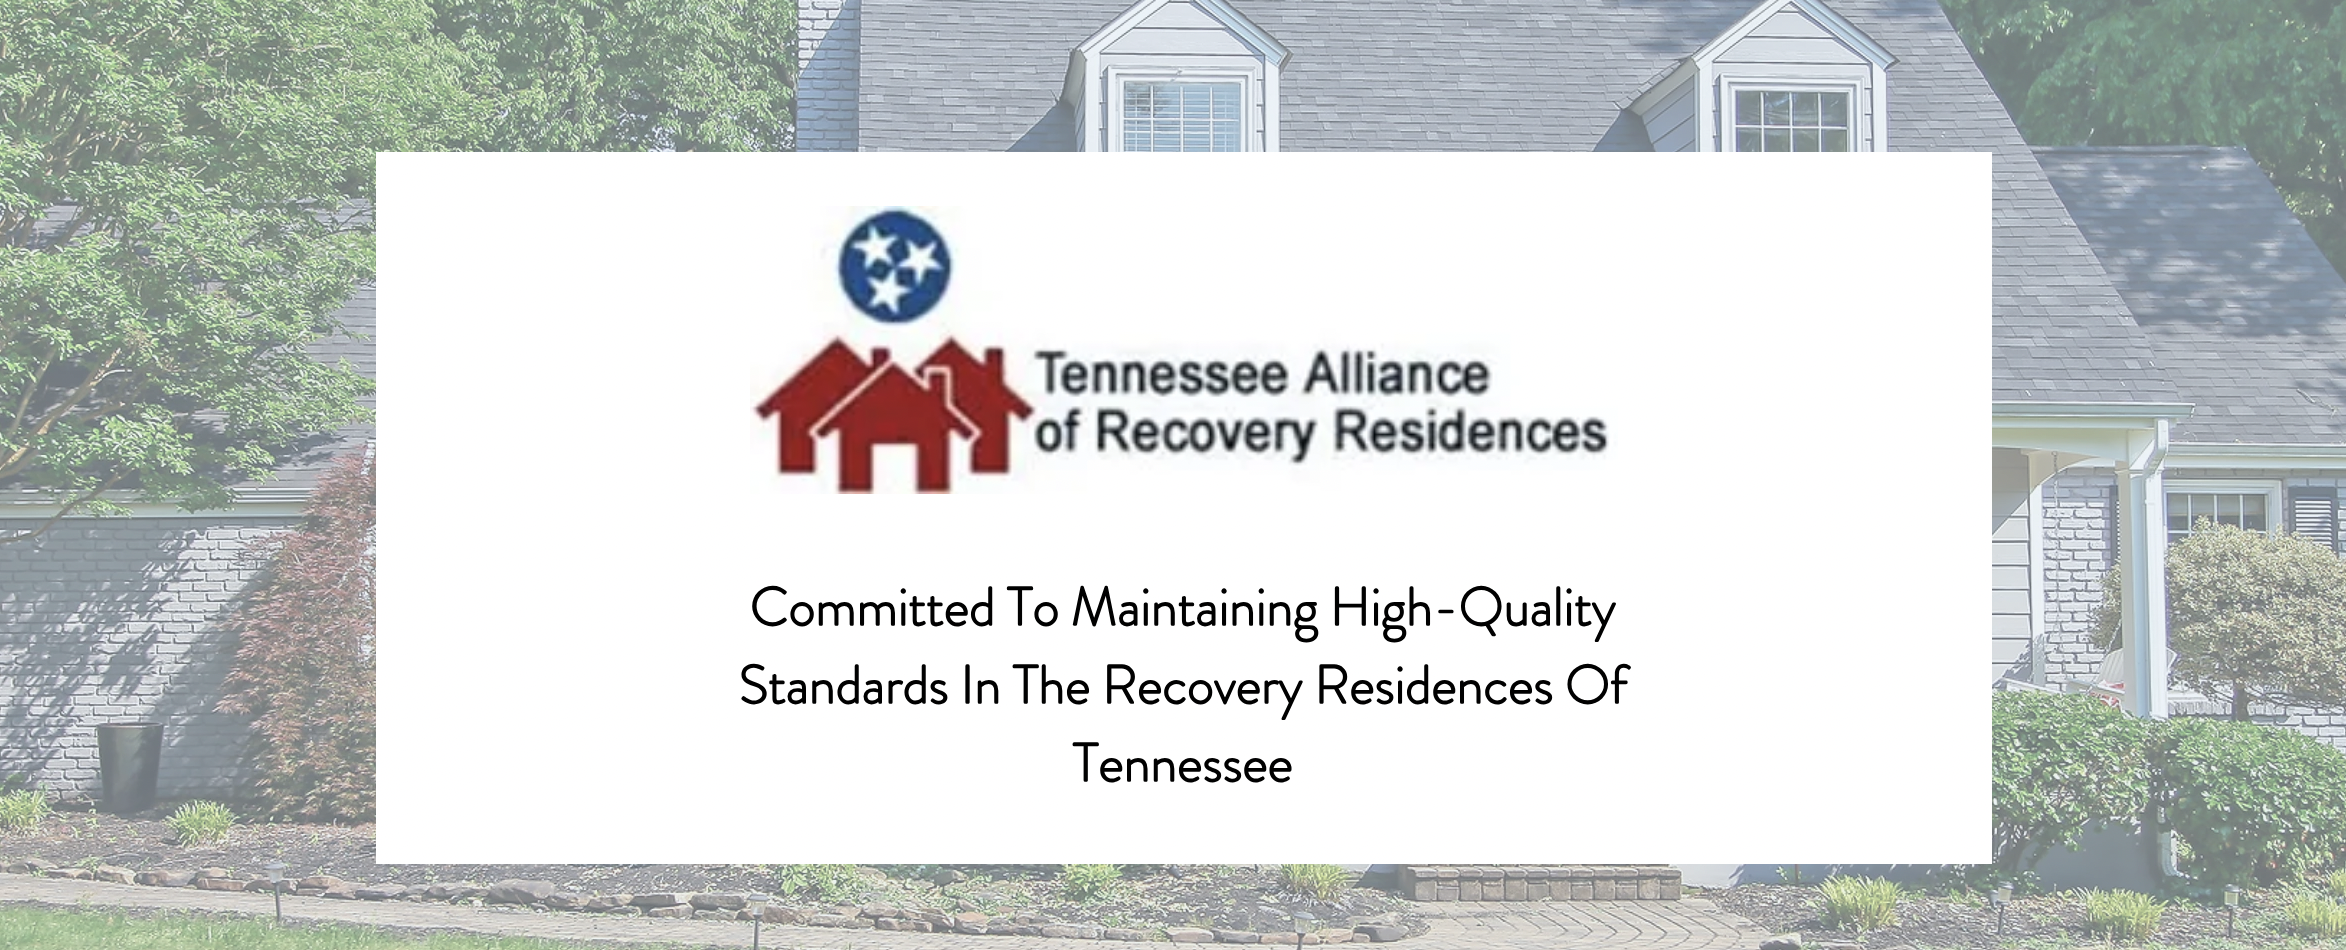 Tennessee Alliance
of Recovery Residences
Committed To Maintaining High-Quality
Standards In The Recovery Residences Of
Tennessee